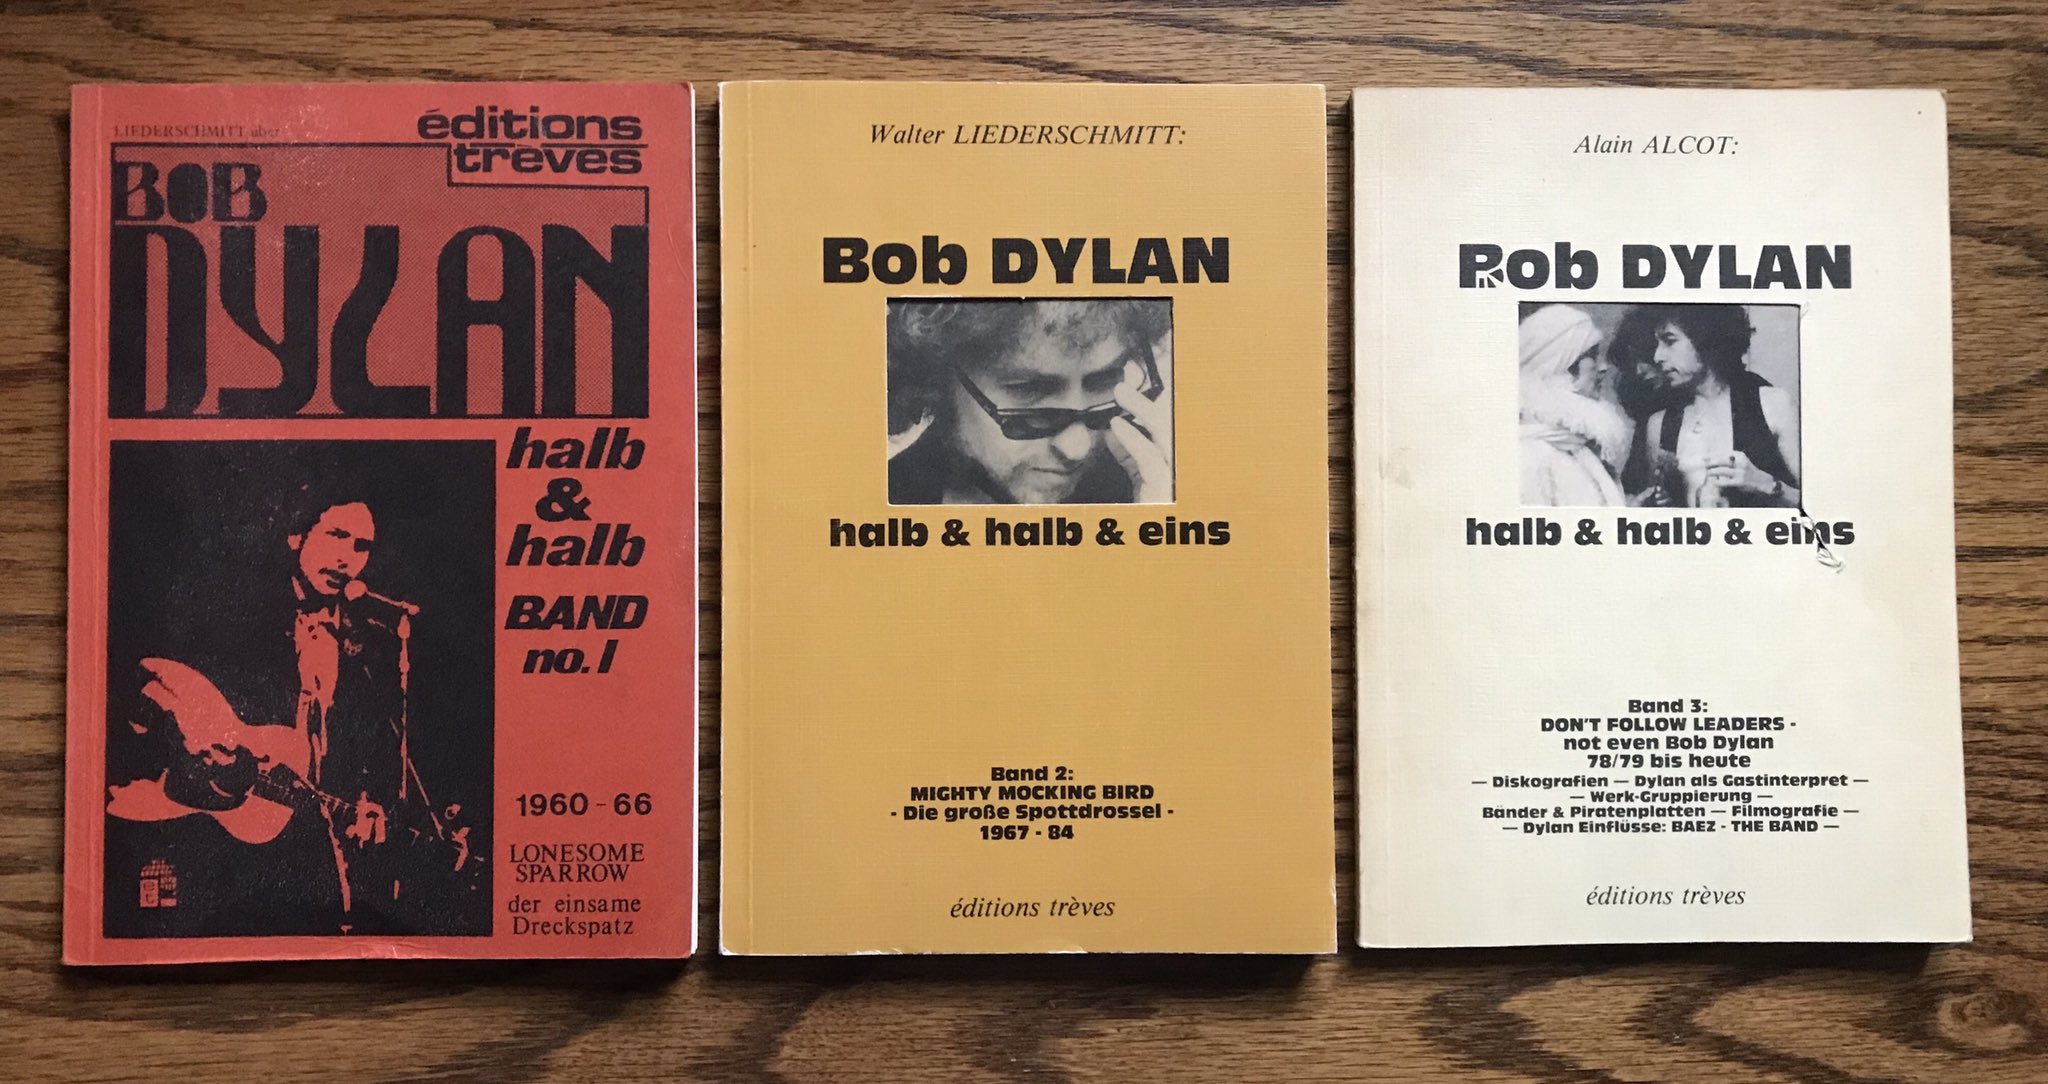 LIEDERSCHMITT über
éditions
trèves
BOB
DYLAN
halb
&
halb
BAND
no. 1
1960 - 66
LONESOME
SPARROW
der einsame
Dreckspatz
et
Walter LIEDERSCHMITT:
Bob DYLAN
halb & halb & eins
Band 2:
MIGHTY MOCKING BIRD
- Die große Spottdrossel -
1967 - 84
éditions trèves
Alain ALCOT:
Bob DYLAN
halb & halb & eins
Band 3:
DON'T FOLLOW LEADERS -
not even Bob Dylan
78/79 bis heute
— Diskografien — Dylan als Gastinterpret —
— Werk-Gruppierung —
Bänder & Piratenplatten — Filmografie —
— Dylan Einflüsse: BAEZ - THE BAND —
éditions trèves